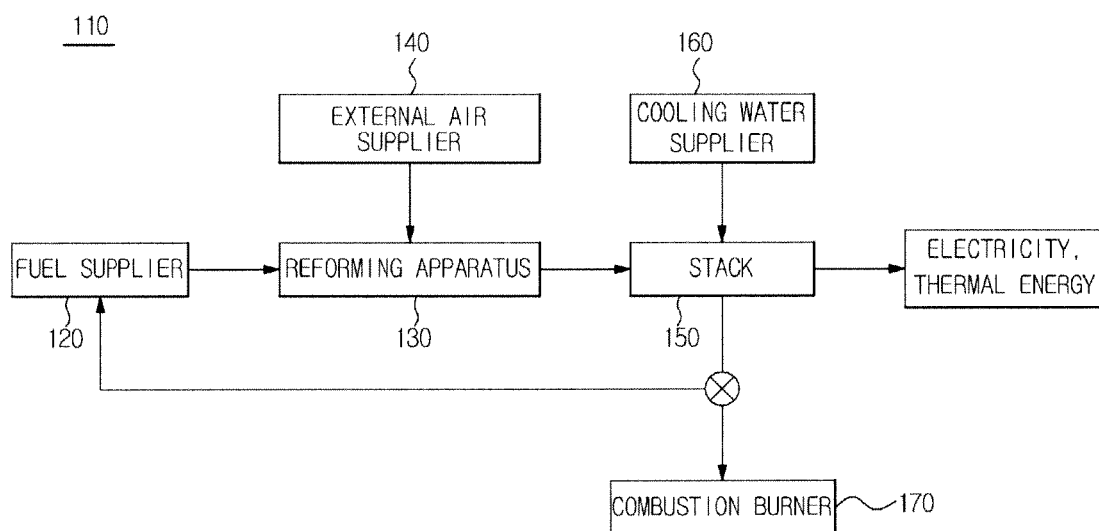 110
140
160
EXTERNAL AIR
SUPPLIER
COOLING WATER
SUPPLIER
FUEL SUPPLIER
REFORMING APPARATUS
STACK
ELECTRICITY,
THERMAL ENERGY
120
130
150
COMBUSTION BURNER
170